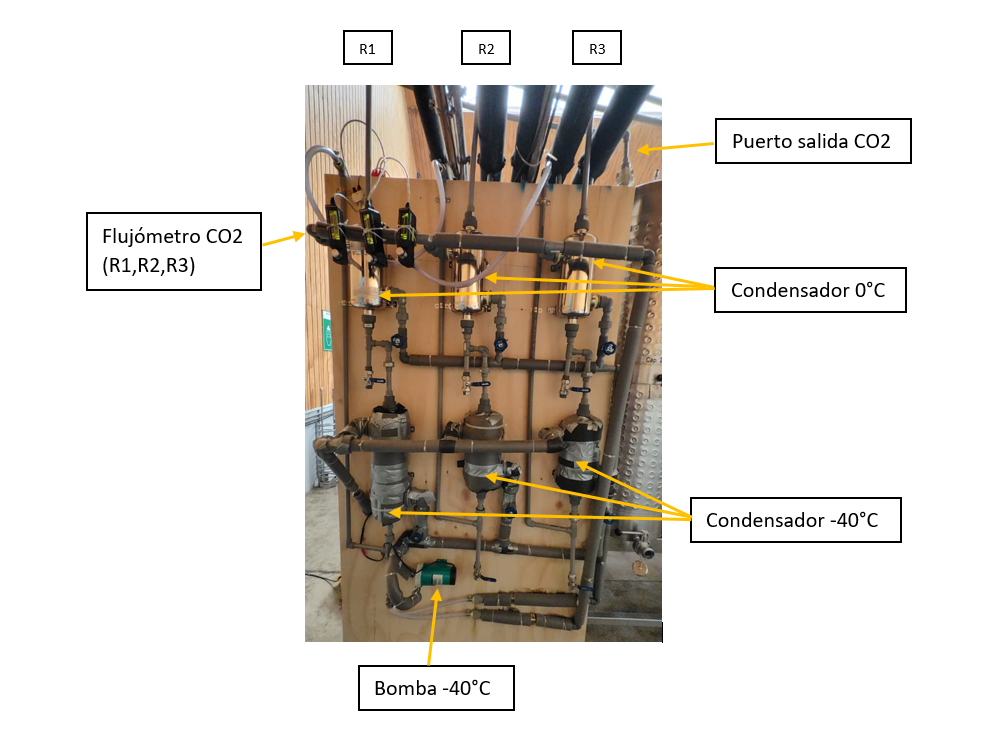 R1
R2
R3
Puerto salida CO2
Flujómetro CO2
(R1,R2,R3)
Condensador 0°C
Condensador -40°C
Bomba -40°C